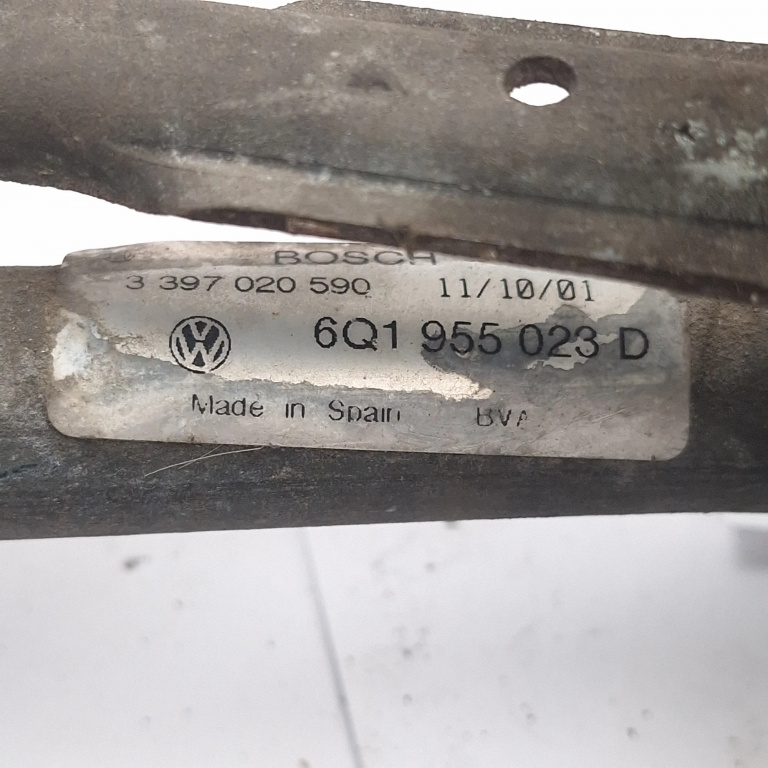 BOSCH
3 397 020 590 11/10/01
6Q1 955 023 D
Made in Spain BVA